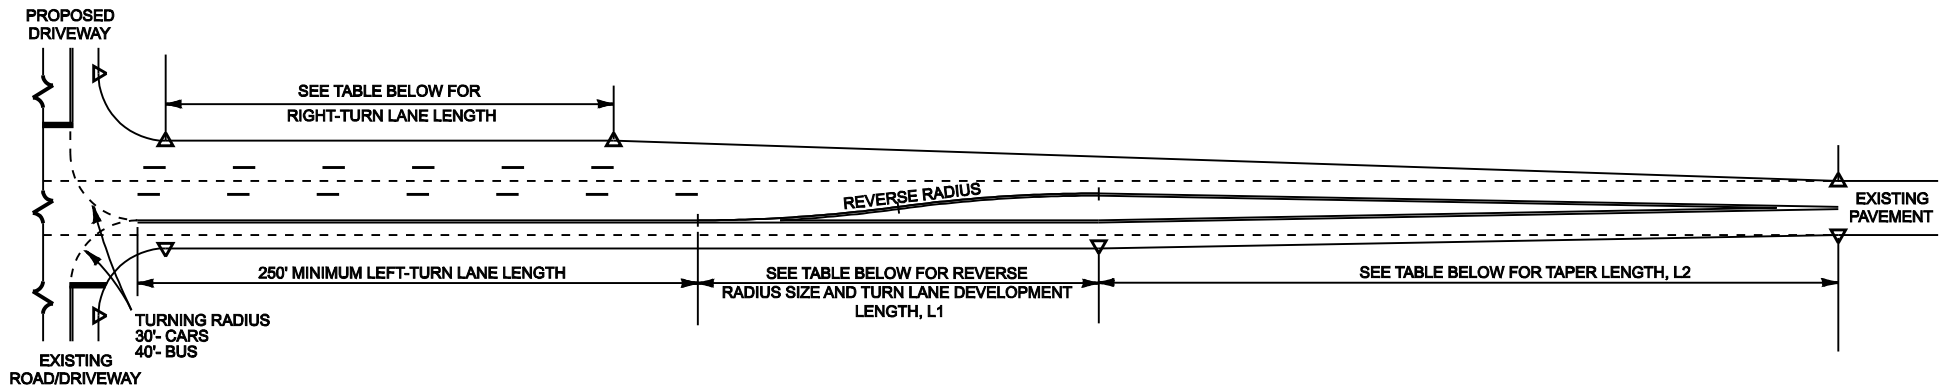 PROPOSED
DRIVEWAY
SEE TABLE BELOW FOR
RIGHT-TURN LANE LENGTH
REVERSE RADIUS
EXISTING
PAVEMENT
250' MINIMUM LEFT-TURN LANE LENGTH
SEE TABLE BELOW FOR REVERSE
RADIUS SIZE AND TURN LANE DEVELOPMENT
LENGTH, L1
SEE TABLE BELOW FOR TAPER LENGTH, L2
TURNING RADIUS
30'- CARS
40'- BUS
EXISTING
ROAD/DRIVEWAY